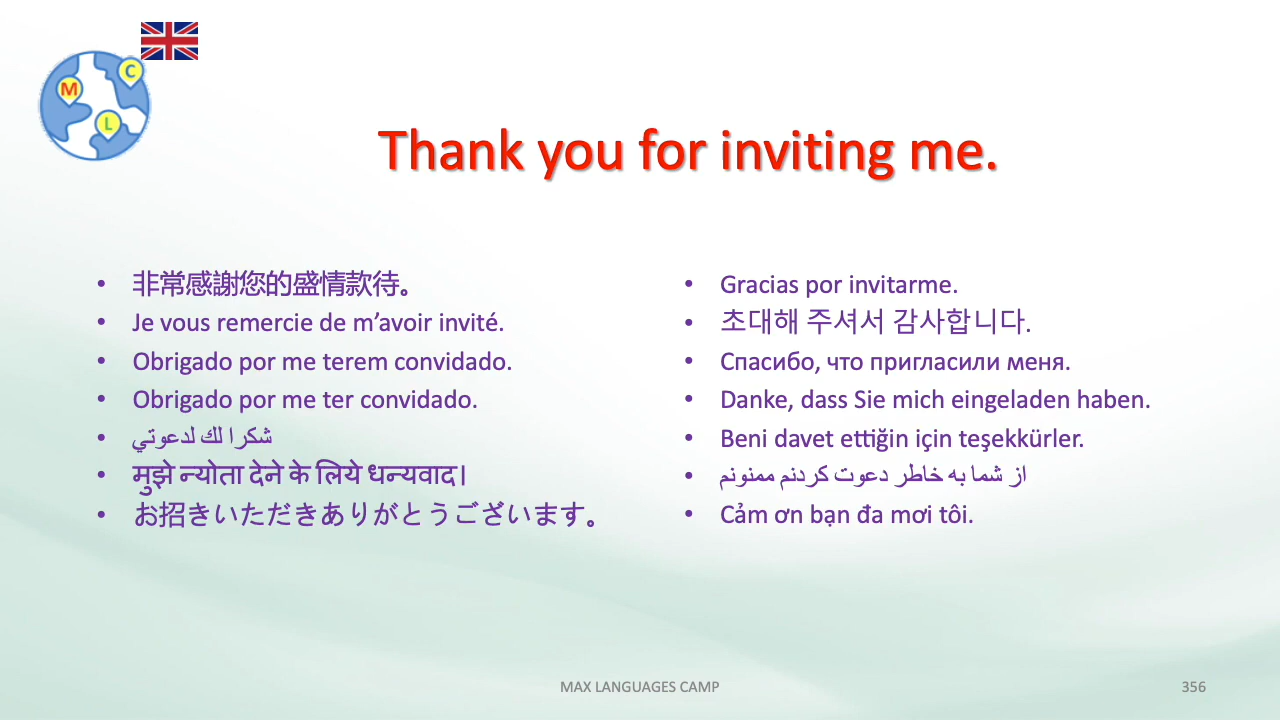 M
C
L
Thank you for inviting me.
• 非常感謝您的盛情款待。
• Je vous remercie de m’avoir invité.
• Obrigado por me terem convidado.
• Obrigado por me ter convidado.
• شكرا لك لدعوتي
• मुझे न्योता देने के लिये धन्यवाद।
• お招きいただきありがとうございます。
• Gracias por invitarme.
• 초대해 주셔서 감사합니다.
• Спасибо, что пригласили меня.
• Danke, dass Sie mich eingeladen haben.
• Beni davet ettiğin için teşekkürler.
• از شما به خاطر دعوت کردنم ممنونم
• Cảm ơn bạn đa mơi tôi.
MAX LANGUAGES CAMP
356